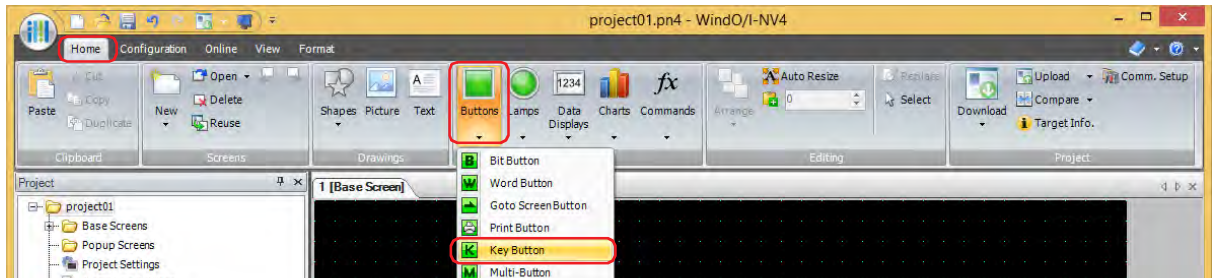 project01.pn4 - WindO/I-NV4
Home Configuration Online View Format
Paste
Cut
Copy
Duplicate
Clipboard
New
Open
Delete
Reuse
Screens
Shapes Picture Text
Drawings
Buttons Lamps Data Displays Charts Commands
1234
Arrange
Auto Resize
0
Replace
Select
Editing
Download
Upload
Compare
Target Info.
Comm. Setup
Project
B Bit Button
W Word Button
Goto Screen Button
Print Button
K Key Button
M Multi-Button
Project
project01
Base Screens
Popup Screens
Project Settings
1 [Base Screen]